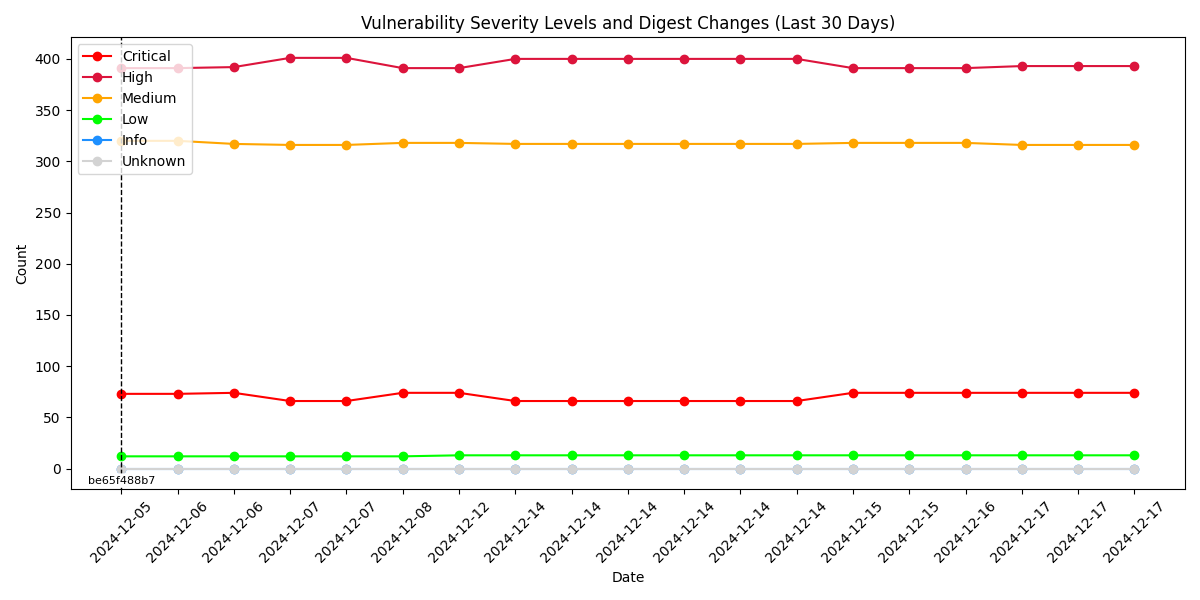 Vulnerability Severity Levels and Digest Changes (Last 30 Days)
Critical
High
Medium
Low
Info
Unknown
Count
400
350
300
250
200
150
100
50
0
be65f488b7
2024-12-05
2024-12-06
2024-12-06
2024-12-07
2024-12-07
2024-12-08
2024-12-12
2024-12-14
2024-12-14
2024-12-14
2024-12-14
2024-12-14
2024-12-14
2024-12-15
2024-12-15
2024-12-16
2024-12-17
2024-12-17
2024-12-17
Date